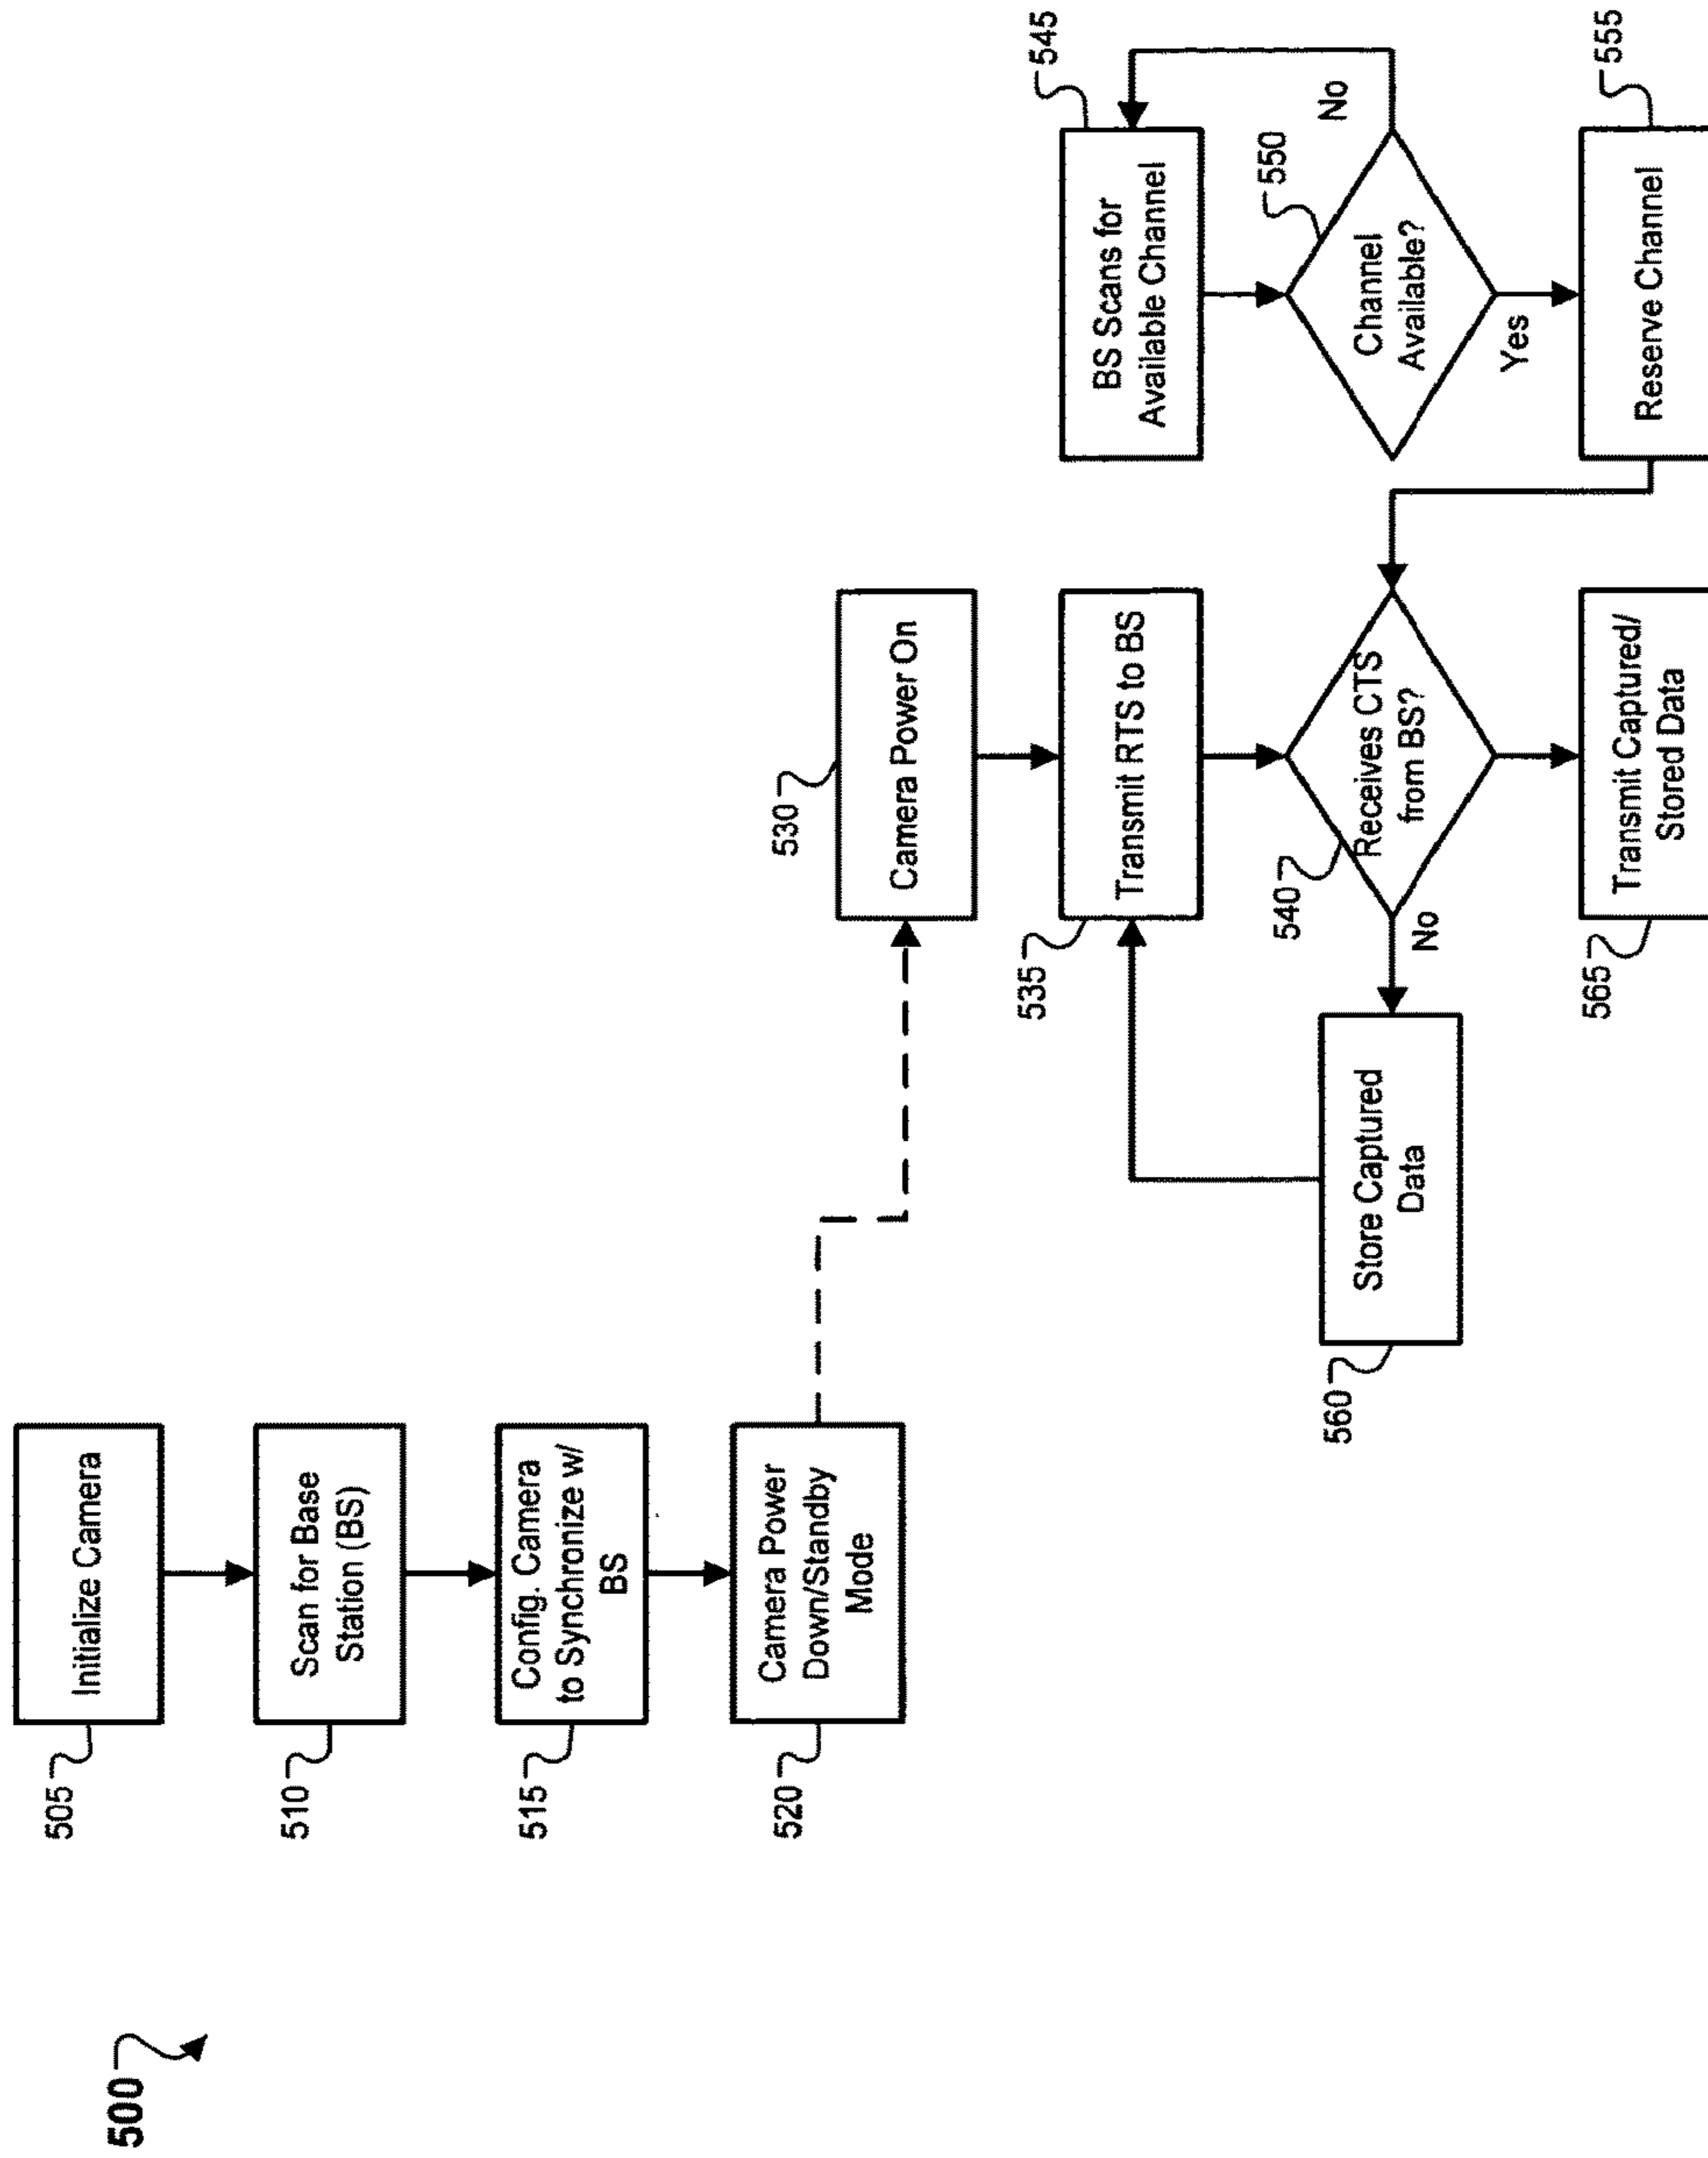 500
505
Initialize Camera
510
Scan for Base
Station (BS)
515
Config. Camera
to Synchronize w/
BS
520
Camera Power
Down/Standby
Mode
530
Camera Power On
535
Transmit RTS to BS
540
Receives CTS
from BS?
No
560
Store Captured
Data
565
Transmit Captured/
Stored Data
545
BS Scans for
Available Channel
550
Channel
Available?
No
Yes
555
Reserve Channel